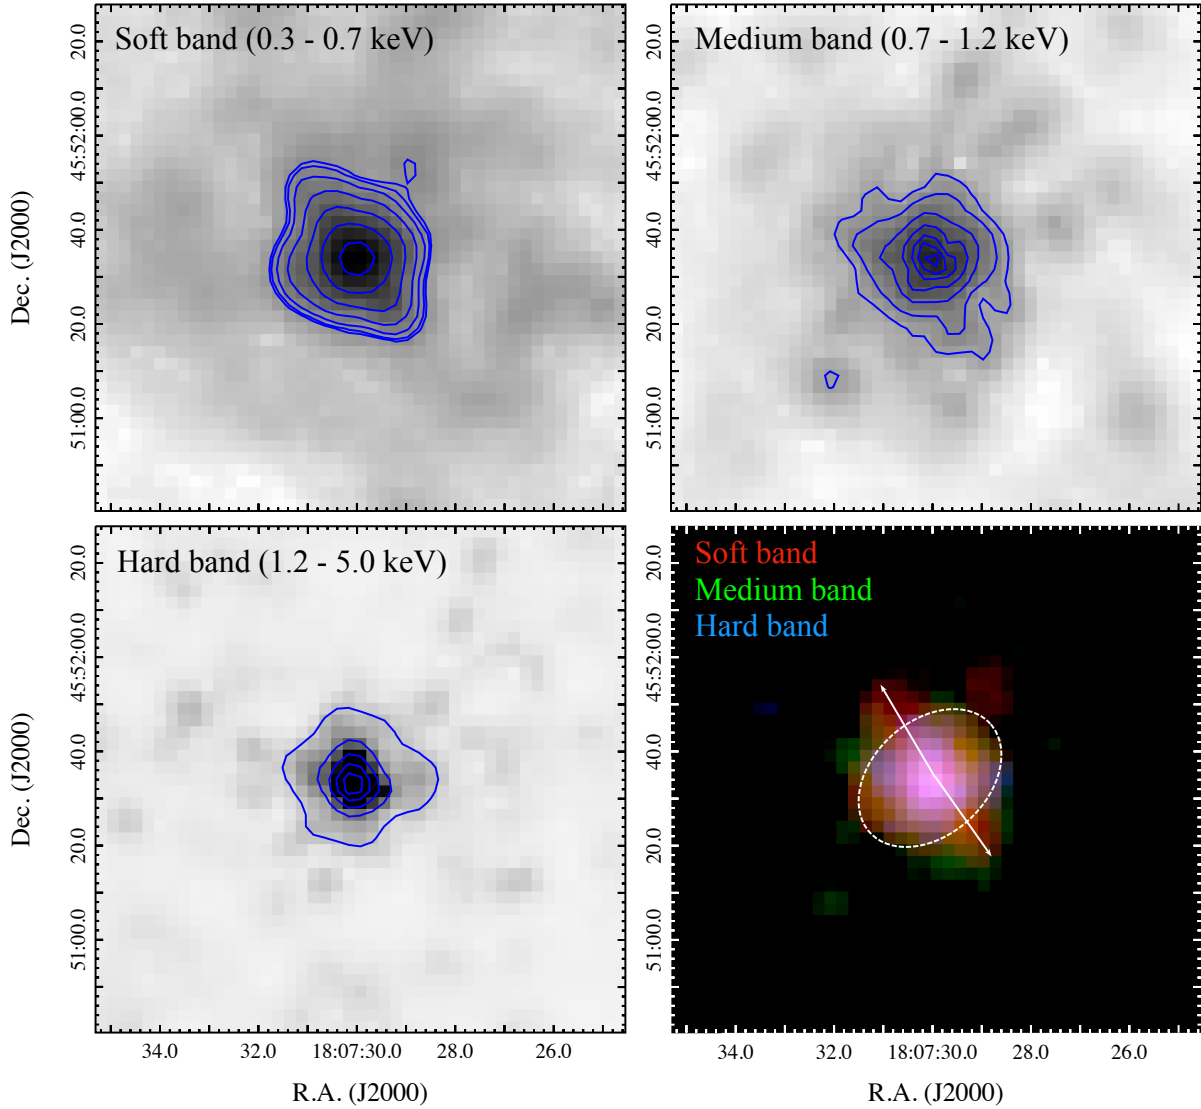 Soft band (0.3 - 0.7 keV)
Medium band (0.7 - 1.2 keV)
20.0
45:52:00.0
40.0
20.0
51:00.0
Dec. (J2000)
20.0
45:52:00.0
40.0
20.0
51:00.0
Hard band (1.2 - 5.0 keV)
Soft band
Medium band
Hard band
20.0
45:52:00.0
40.0
20.0
51:00.0
Dec. (J2000)
20.0
45:52:00.0
40.0
20.0
51:00.0
34.0 32.0 18:07:30.0 28.0 26.0
34.0 32.0 18:07:30.0 28.0 26.0
R.A. (J2000)
R.A. (J2000)